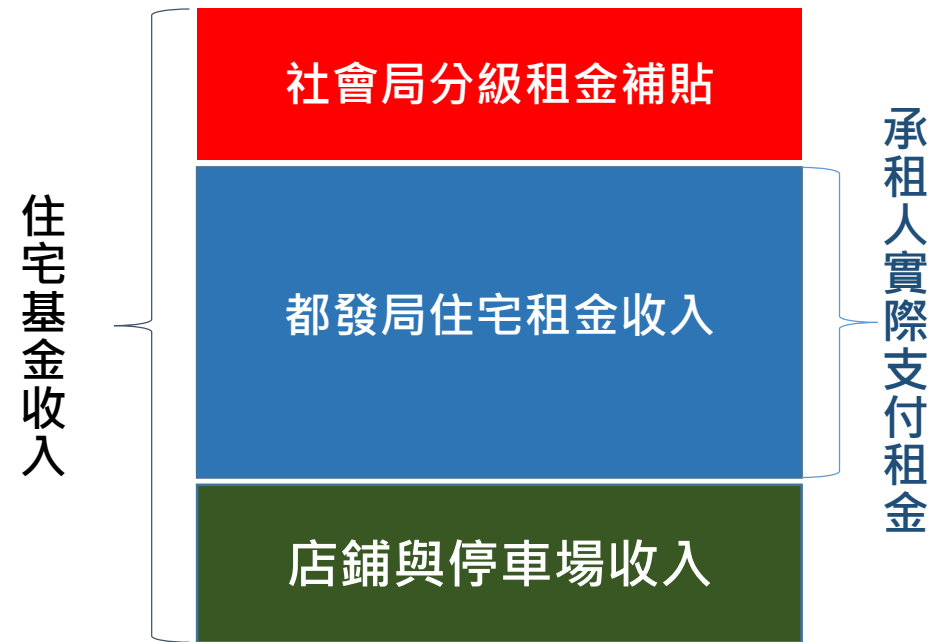 住宅基金收入
社會局分級租金補貼
都發局住宅租金收入
店鋪與停車場收入
承租人實際支付租金